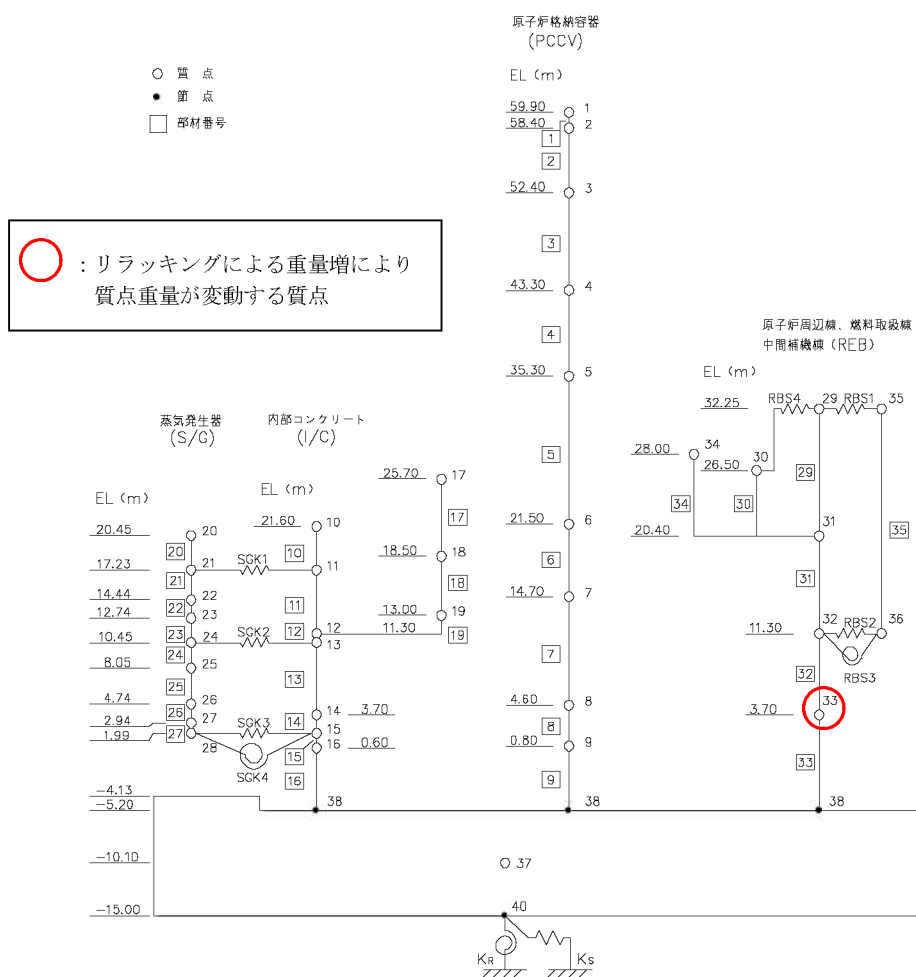 原子炉格納容器
(PCCV)
EL (m)
○ 質 点
● 節 点
□ 部材番号
59.90 1
58.40 2
1
2
52.40 3
3
：リラッキングによる重量増により
質点重量が変動する質点
43.30 4
4
35.30 5
5
21.50 6
6
14.70 7
7
4.60 8
8
0.80 9
9
38
原子炉周辺棟、燃料取扱棟
中間補機棟 (REB)
EL (m)
32.25 RBS4 29 RBS1 35
28.00 34
26.50 30
29
34 30
20.40 31
35
31
11.30 32 RBS2 36
RBS3
32
3.70 33
33
38
蒸気発生器
(S/G)
EL (m)
20.45 20
20
17.23 21 SGK1
21
14.44 22
22
12.74 23
23
10.45 24 SGK2
24
8.05 25
25
4.74 26
26
2.94 27
1.99 27 SGK3
28
SGK4
内部コンクリート
(I/C)
EL (m)
21.60 10
10
11
11
12 12
11.30
13
13
14 3.70
14
15
16 0.60
15
16
38
25.70 17
17
18.50 18
18
13.00 19
19
-4.13
-5.20
-10.10
37
-15.00
40
KR KS